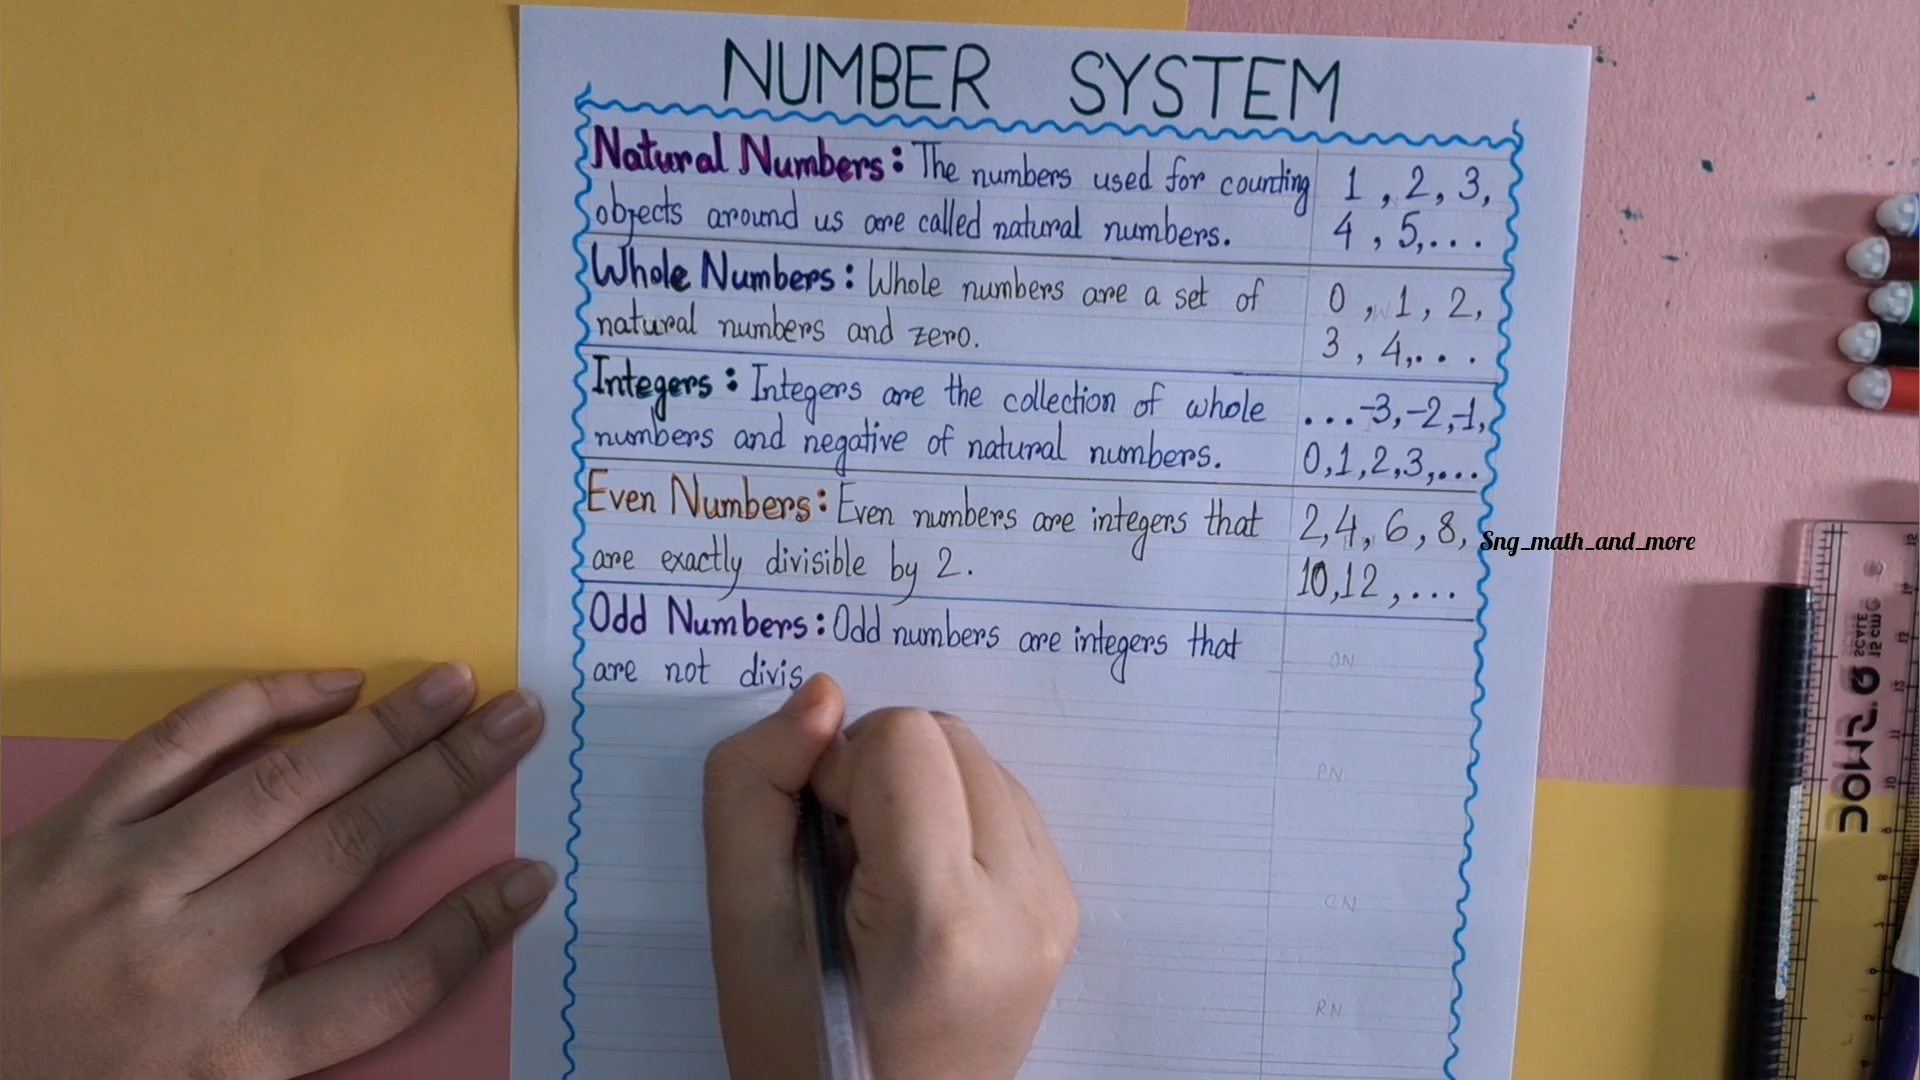 NUMBER SYSTEM
Natural Numbers: The numbers used for counting
objects around us are called natural numbers.
1, 2, 3,
4, 5,...
Whole Numbers: Whole numbers are a set of
natural numbers and zero.
0, 1, 2,
3, 4,...
Integers: Integers are the collection of whole
numbers and negative of natural numbers.
...-3,-2,-1,
0,1,2,3,...
Even Numbers: Even numbers are integers that
are exactly divisible by 2.
2,4,6,8,
10,12,...
Odd Numbers: Odd numbers are integers that
are not divis
ON
PN
CN
RN
Sng_math_and_more
DOMS
SCALE
15 cm